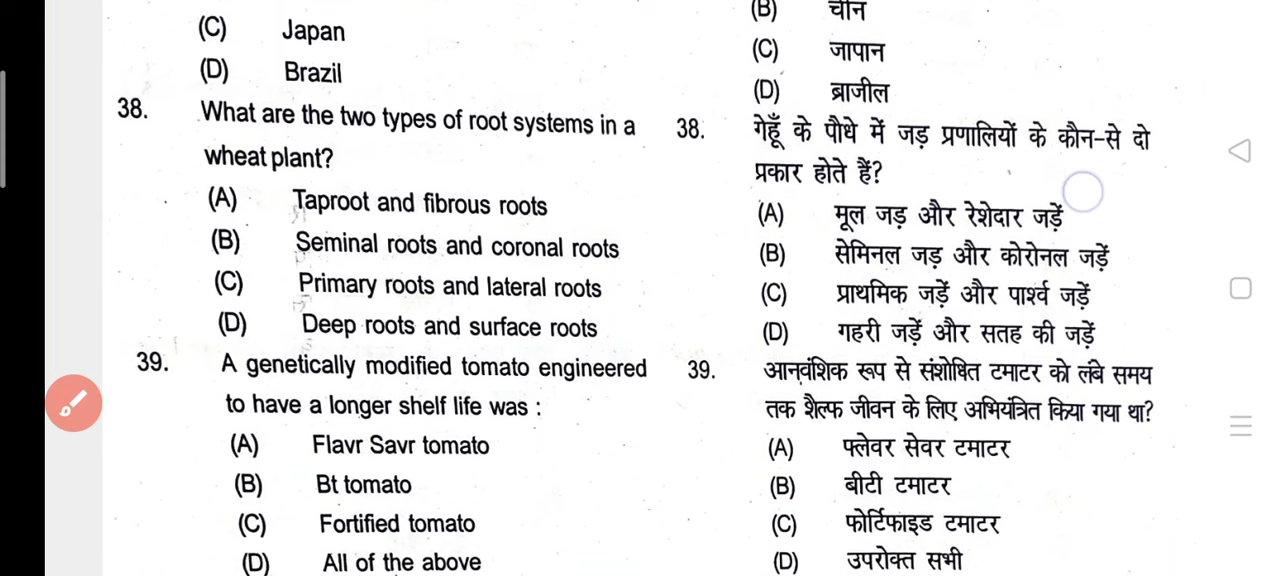 (C) Japan
(D) Brazil
38. What are the two types of root systems in a
wheat plant?
(A) Taproot and fibrous roots
(B) Seminal roots and coronal roots
(C) Primary roots and lateral roots
(D) Deep roots and surface roots
39. A genetically modified tomato engineered
to have a longer shelf life was :
(A) Flavr Savr tomato
(B) Bt tomato
(C) Fortified tomato
(D) All of the above
(B) चीन
(C) जापान
(D) ब्राजील
38. गेहूँ के पौधे में जड़ प्रणालियों के कौन-से दो
प्रकार होते हैं?
(A) मूल जड़ और रेशेदार जड़ें
(B) सेमिनल जड़ और कोरोनल जड़ें
(C) प्राथमिक जड़ें और पार्श्व जड़ें
(D) गहरी जड़ें और सतह की जड़ें
39. आनुवंशिक रूप से संशोधित टमाटर को लंबे समय
तक शैल्फ जीवन के लिए अभियंत्रित किया गया था?
(A) फ्लेवर सेवर टमाटर
(B) बीटी टमाटर
(C) फोर्टिफाइड टमाटर
(D) उपरोक्त सभी